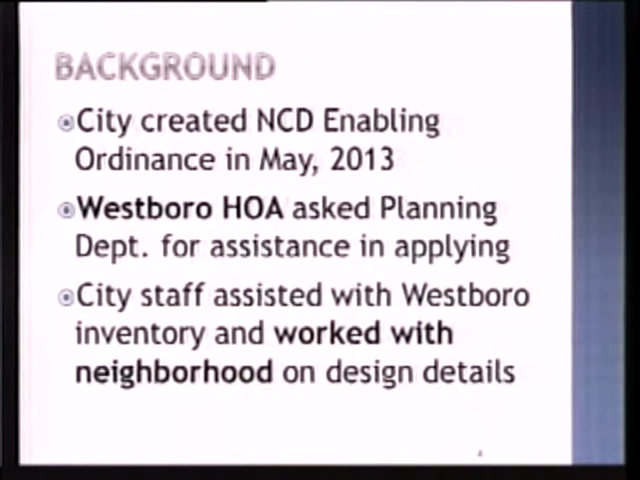 BACKGROUND
City created NCD Enabling
Ordinance in May, 2013
Westboro HOA asked Planning
Dept. for assistance in applying
City staff assisted with Westboro
inventory and worked with
neighborhood on design details
4